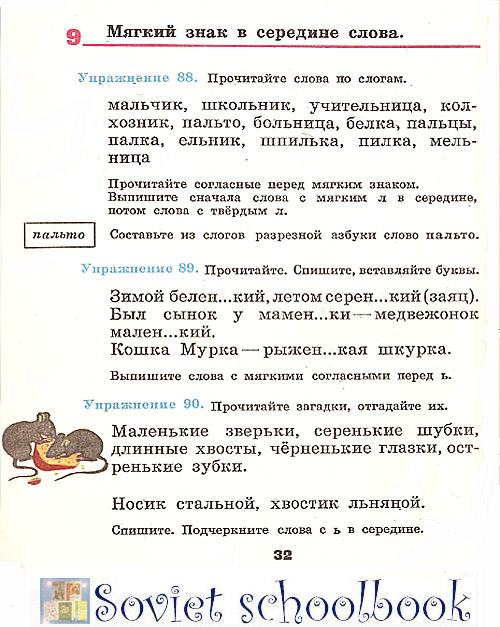 9 Мягкий знак в середине слова.
Упражнение 88. Прочитайте слова по слогам.
мальчик, школьник, учительница, кол-
хозник, пальто, больница, белка, пальцы,
палка, ельник, шпилька, пилка, мель-
ница
Прочитайте согласные перед мягким знаком.
Выпишите сначала слова с мягким л в середине,
потом слова с твёрдым л.
пальто
Составьте из слогов разрезной азбуки слово пальто.
Упражнение 89. Прочитайте. Спишите, вставляйте буквы.
Зимой белен...кий, летом серен...кий (заяц).
Был сынок у мамен...ки — медвежонок
мален...кий.
Кошка Мурка — рыжен...кая шкурка.
Выпишите слова с мягкими согласными перед ь.
Упражнение 90. Прочитайте загадки, отгадайте их.
Маленькие зверьки, серенькие шубки,
длинные хвосты, чёрненькие глазки, ост-
ренькие зубки.
Носик стальной, хвостик льняной.
Спишите. Подчеркните слова с ь в середине.
32
Soviet schoolbook